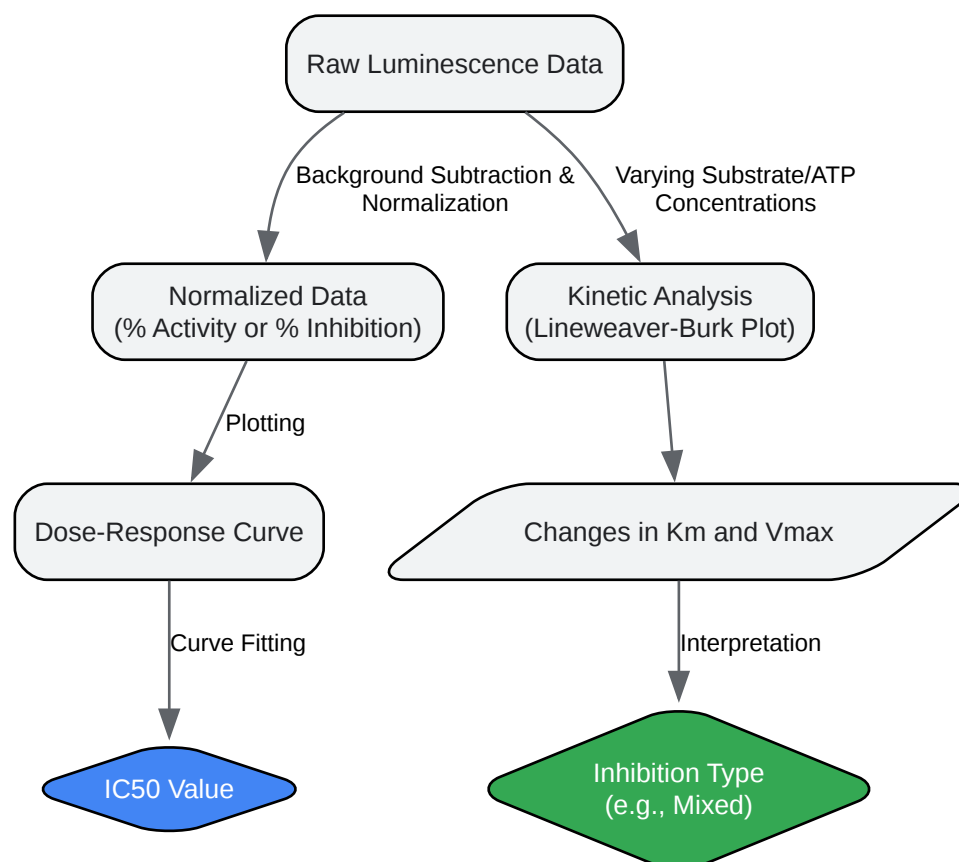 Raw Luminescence Data
Background Subtraction &
Normalization
Varying Substrate/ATP
Concentrations
Normalized Data
(% Activity or % Inhibition)
Kinetic Analysis
(Lineweaver-Burk Plot)
Plotting
Dose-Response Curve
Changes in Km and Vmax
Curve Fitting
Interpretation
IC50 Value
Inhibition Type
(e.g., Mixed)